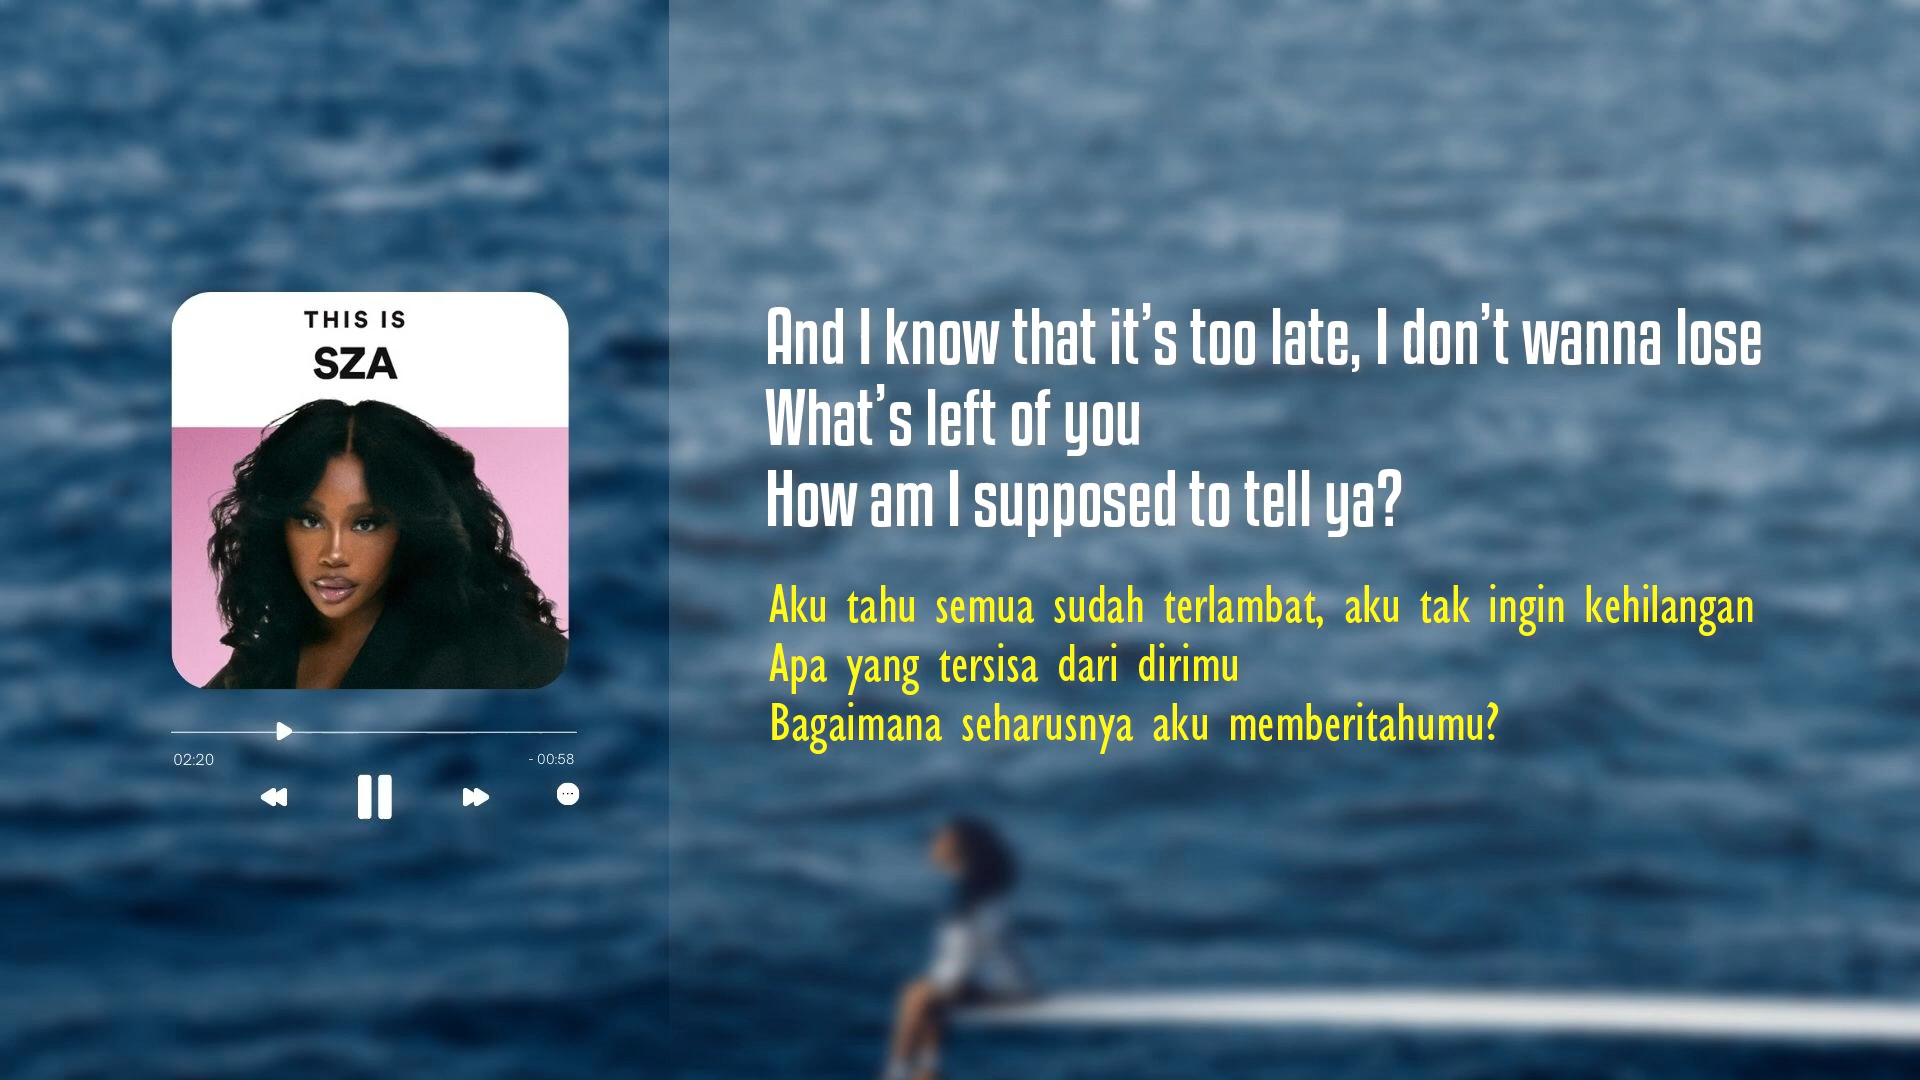 THIS IS
SZA
02:20
- 00:58
And I know that it’s too late, I don’t wanna lose
What’s left of you
How am I supposed to tell ya?
Aku tahu semua sudah terlambat, aku tak ingin kehilangan
Apa yang tersisa dari dirimu
Bagaimana seharusnya aku memberitahumu?